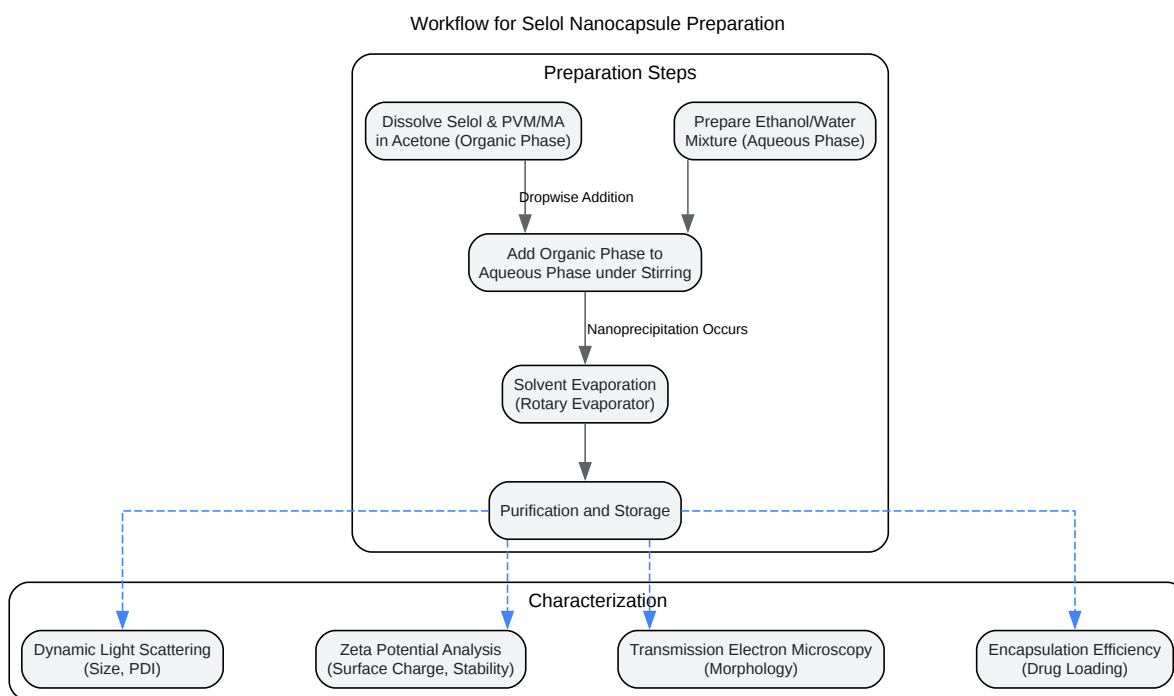 Workflow for Selol Nanocapsule Preparation
Preparation Steps
Dissolve Selol & PVM/MA
in Acetone (Organic Phase)
Prepare Ethanol/Water
Mixture (Aqueous Phase)
Dropwise Addition
Add Organic Phase to
Aqueous Phase under Stirring
Nanoprecipitation Occurs
Solvent Evaporation
(Rotary Evaporator)
Purification and Storage
Characterization
Dynamic Light Scattering
(Size, PDI)
Zeta Potential Analysis
(Surface Charge, Stability)
Transmission Electron Microscopy
(Morphology)
Encapsulation Efficiency
(Drug Loading)